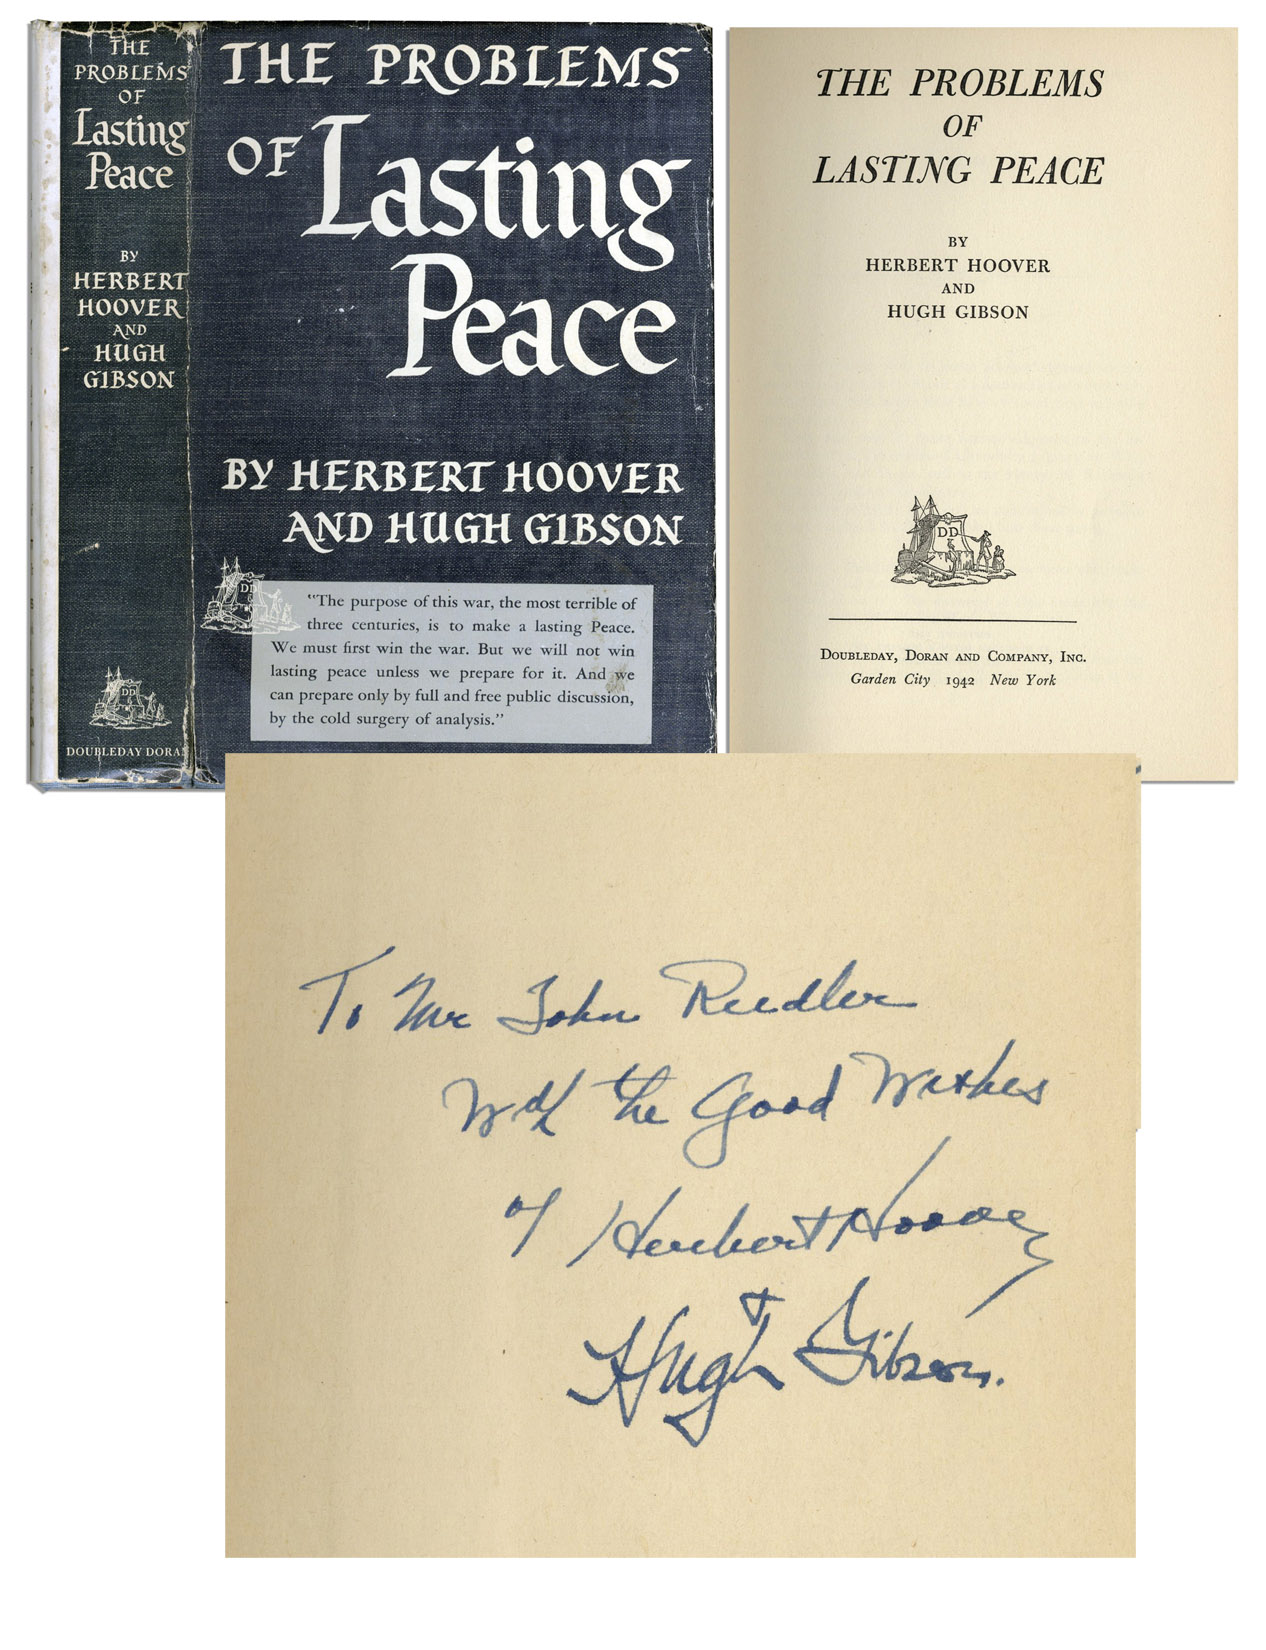 THE
PROBLEMS
OF
Lasting
Peace
BY
HERBERT
HOOVER
AND
HUGH
GIBSON
DD
DOUBLEDAY DORAN
THE PROBLEMS
OF Lasting
Peace
BY HERBERT HOOVER
AND HUGH GIBSON
DD
"The purpose of this war, the most terrible of
three centuries, is to make a lasting Peace.
We must first win the war. But we will not win
lasting peace unless we prepare for it. And we
can prepare only by full and free public discussion,
by the cold surgery of analysis."
THE PROBLEMS
OF
LASTING PEACE
BY
HERBERT HOOVER
AND
HUGH GIBSON
DD
DOUBLEDAY, DORAN AND COMPANY, INC.
Garden City 1942 New York
To Mr John Reedler
With the Good Wishes
of Herbert Hoover
Hugh Gibson.